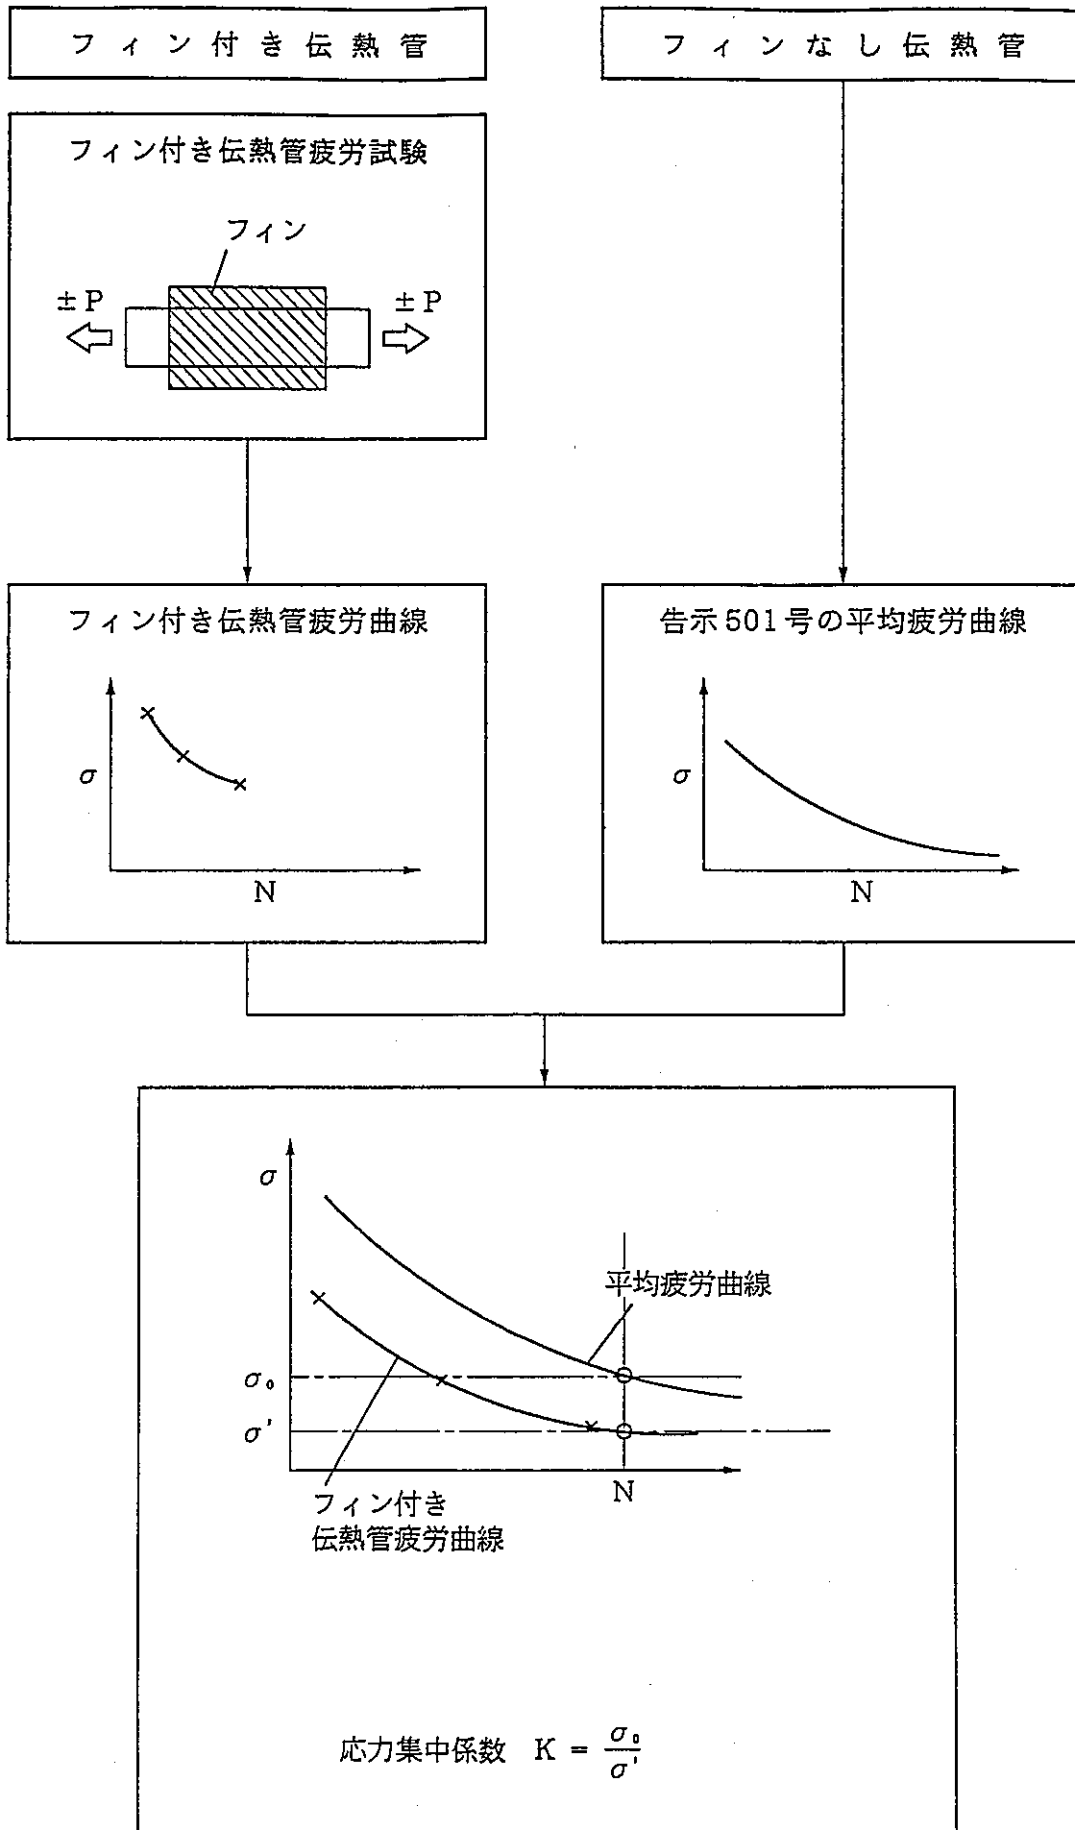 フィン付き伝熱管
フィンなし伝熱管
フィン付き伝熱管疲労試験
フィン
±P
±P
フィン付き伝熱管疲労曲線
σ
N
告示501号の平均疲労曲線
σ
N
σ
平均疲労曲線
σ₀
σ'
N
フィン付き
伝熱管疲労曲線
応力集中係数 K = σ₀/σ'